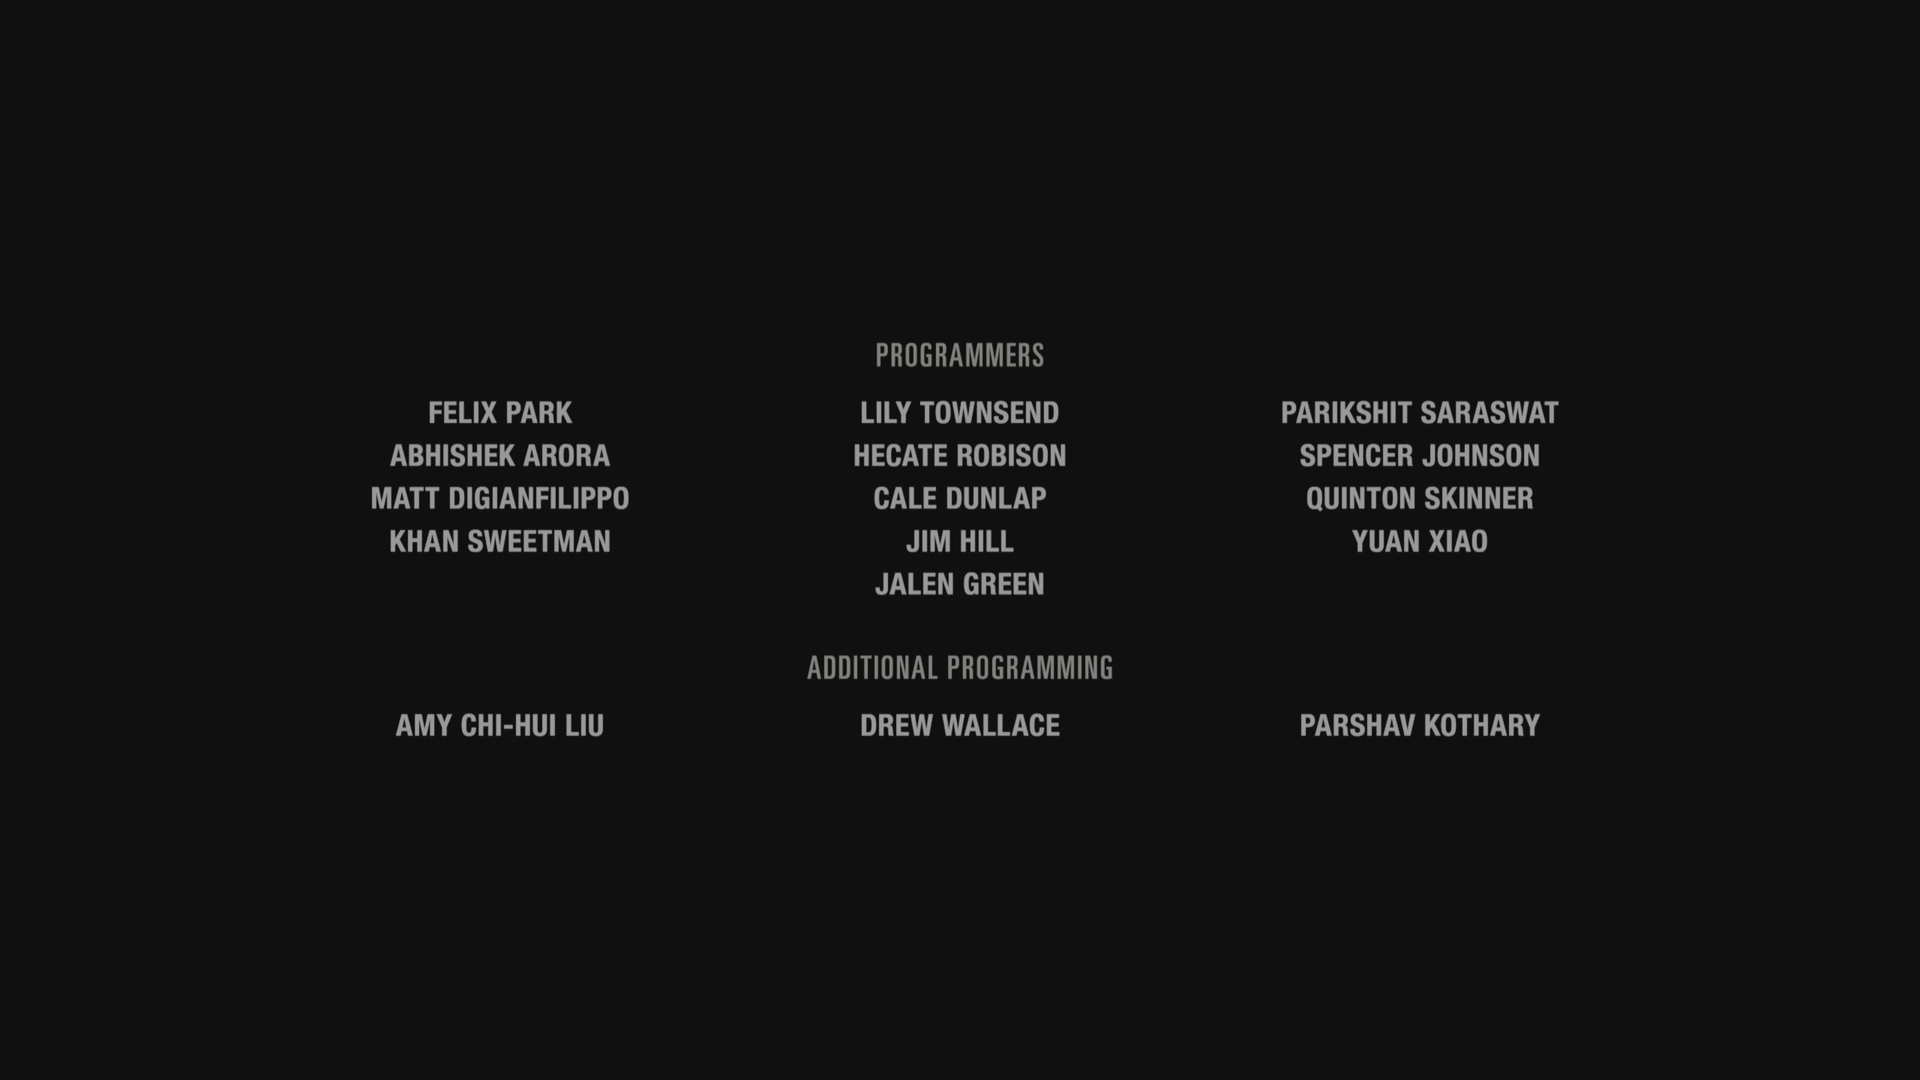 PROGRAMMERS
FELIX PARK LILY TOWNSEND PARIKSHIT SARASWAT
ABHISHEK ARORA HECATE ROBISON SPENCER JOHNSON
MATT DIGIANFILIPPO CALE DUNLAP QUINTON SKINNER
KHAN SWEETMAN JIM HILL YUAN XIAO
JALEN GREEN
ADDITIONAL PROGRAMMING
AMY CHI-HUI LIU DREW WALLACE PARSHAV KOTHARY